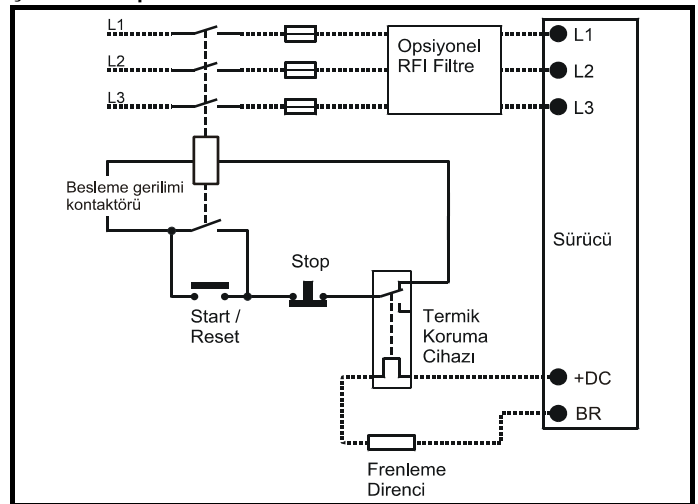 L1
L2
L3
Opsiyonel
RFI Filtre
L1
L2
L3
Besleme gerilimi
kontaktörü
Sürücü
Stop
Start /
Reset
Termik
Koruma
Cihazı
+DC
BR
Frenleme
Direnci